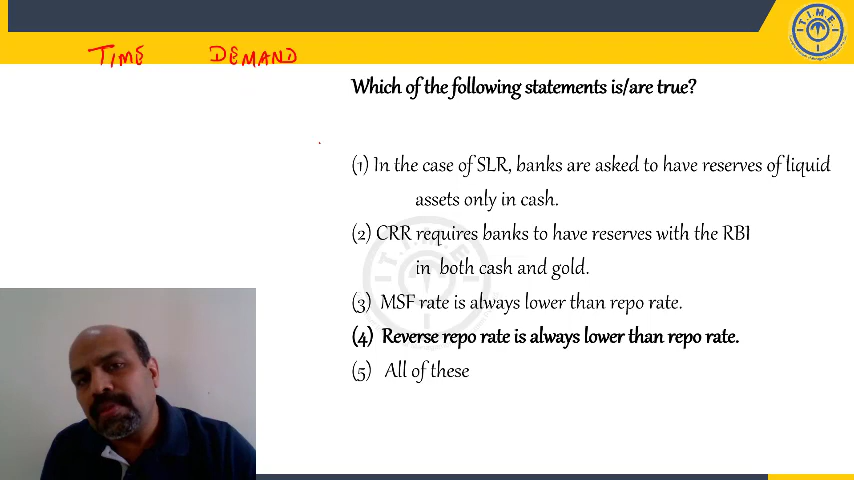 T.I.M.E.
TIME DEMAND
Which of the following statements is/are true?
(1) In the case of SLR, banks are asked to have reserves of liquid
assets only in cash.
(2) CRR requires banks to have reserves with the RBI
in both cash and gold.
(3) MSF rate is always lower than repo rate.
(4) Reverse repo rate is always lower than repo rate.
(5) All of these
T.I.M.E.